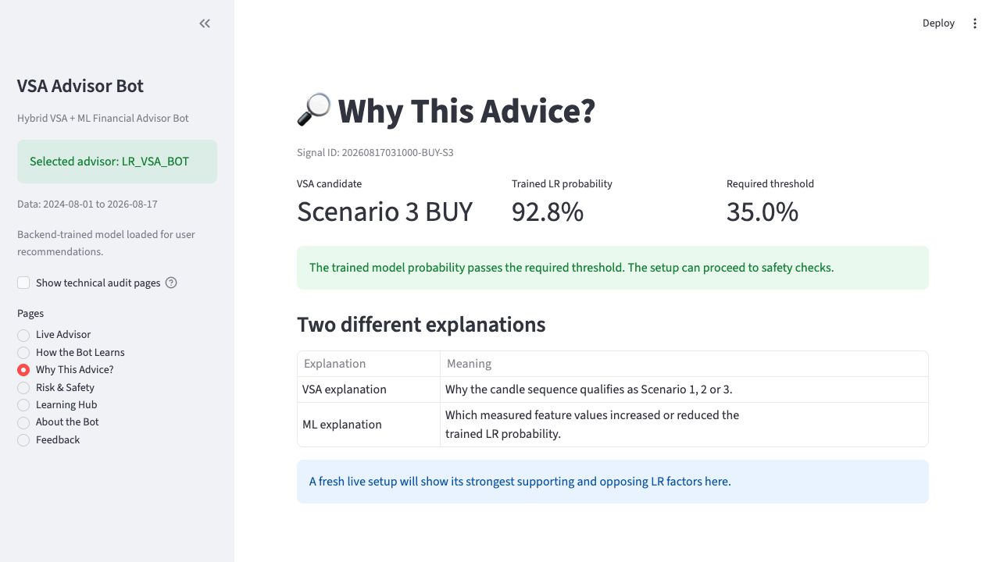 Deploy
VSA Advisor Bot
Hybrid VSA + ML Financial Advisor Bot
Selected advisor: LR_VSA_BOT
Data: 2024-08-01 to 2026-08-17
Backend-trained model loaded for user
recommendations.
Show technical audit pages
Pages
Live Advisor
How the Bot Learns
Why This Advice?
Risk & Safety
Learning Hub
About the Bot
Feedback
Why This Advice?
Signal ID: 20260817031000-BUY-S3
VSA candidate
Scenario 3 BUY
Trained LR probability
92.8%
Required threshold
35.0%
The trained model probability passes the required threshold. The setup can proceed to safety checks.
Two different explanations
Explanation Meaning
VSA explanation Why the candle sequence qualifies as Scenario 1, 2 or 3.
ML explanation Which measured feature values increased or reduced the
trained LR probability.
A fresh live setup will show its strongest supporting and opposing LR factors here.